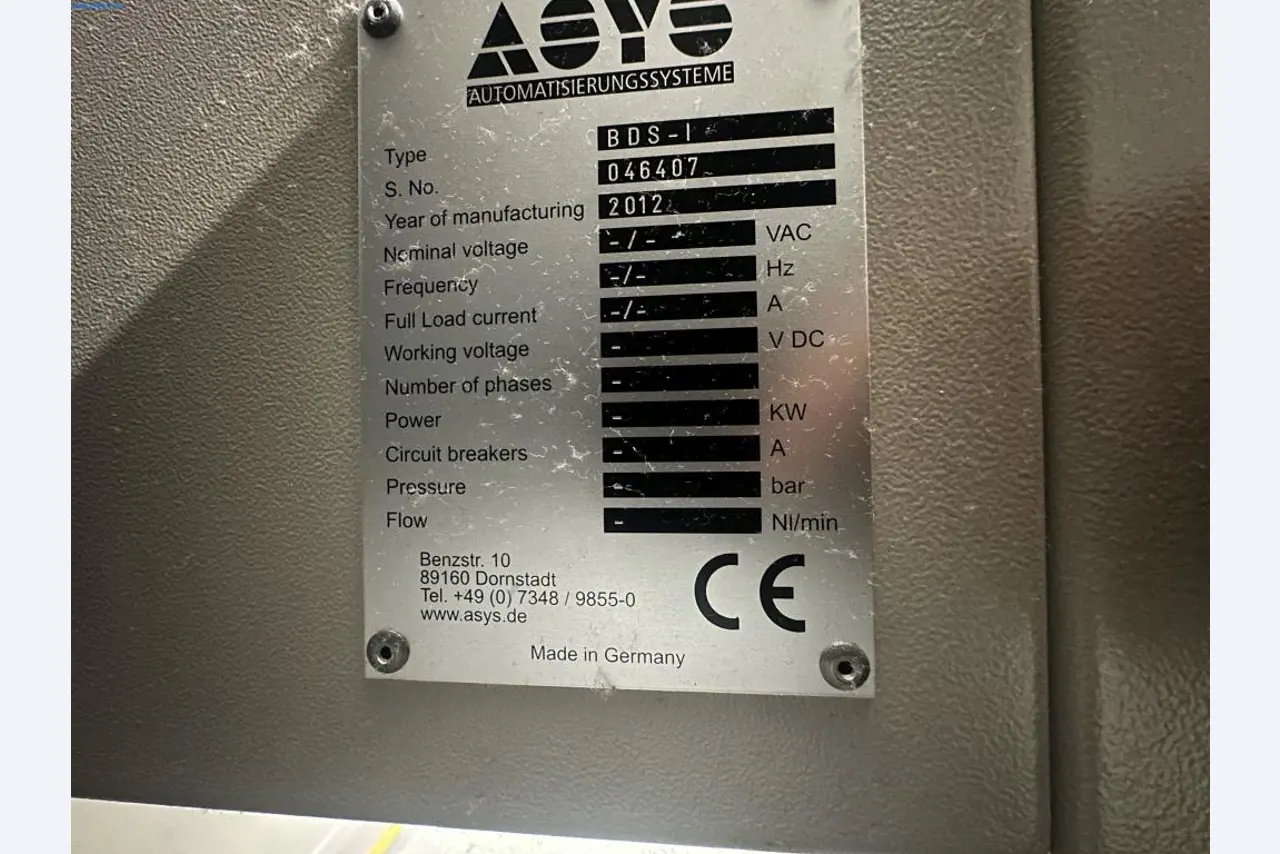 ASYS
AUTOMATISIERUNGSSYSTEME
Type BDS-I
S. No. 046407
Year of manufacturing 2012
Nominal voltage -/- VAC
Frequency -/- Hz
Full Load current -/- A
Working voltage - V DC
Number of phases -
Power - KW
Circuit breakers - A
Pressure - bar
Flow - Nl/min
Benzstr. 10
89160 Dornstadt
Tel. +49 (0) 7348 / 9855-0
www.asys.de
CE
Made in Germany